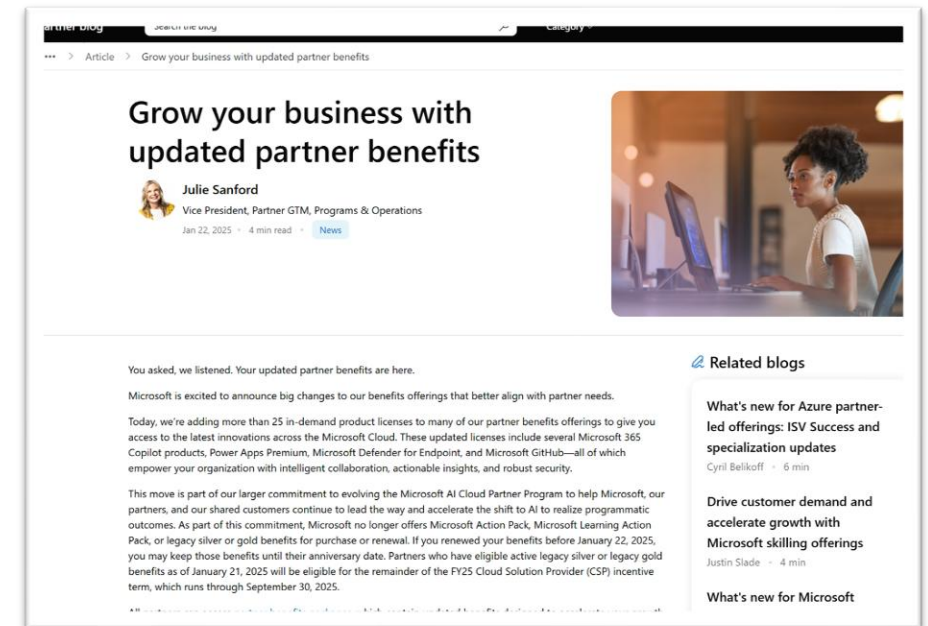 artner blog Search the blog Category
••• > Article > Grow your business with updated partner benefits
Grow your business with
updated partner benefits
Julie Sanford
Vice President, Partner GTM, Programs & Operations
Jan 22, 2025 • 4 min read • News
You asked, we listened. Your updated partner benefits are here.
Microsoft is excited to announce big changes to our benefits offerings that better align with partner needs.
Today, we're adding more than 25 in-demand product licenses to many of our partner benefits offerings to give you
access to the latest innovations across the Microsoft Cloud. These updated licenses include several Microsoft 365
Copilot products, Power Apps Premium, Microsoft Defender for Endpoint, and Microsoft GitHub—all of which
empower your organization with intelligent collaboration, actionable insights, and robust security.
This move is part of our larger commitment to evolving the Microsoft AI Cloud Partner Program to help Microsoft, our
partners, and our shared customers continue to lead the way and accelerate the shift to AI to realize programmatic
outcomes. As part of this commitment, Microsoft no longer offers Microsoft Action Pack, Microsoft Learning Action
Pack, or legacy silver or gold benefits for purchase or renewal. If you renewed your benefits before January 22, 2025,
you may keep those benefits until their anniversary date. Partners who have eligible active legacy silver or legacy gold
benefits as of January 21, 2025 will be eligible for the remainder of the FY25 Cloud Solution Provider (CSP) incentive
term, which runs through September 30, 2025.
Related blogs
What's new for Azure partner-
led offerings: ISV Success and
specialization updates
Cyril Belikoff • 6 min
Drive customer demand and
accelerate growth with
Microsoft skilling offerings
Justin Slade • 4 min
What's new for Microsoft